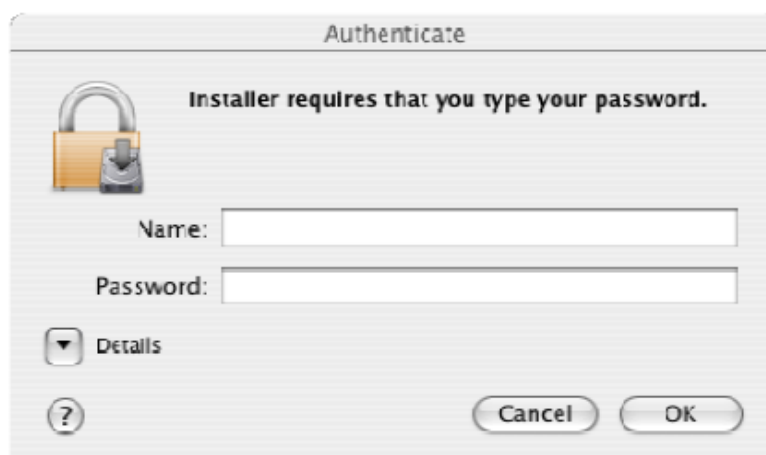 Authenticate
Installer requires that you type your password.
Name:
Password:
Details
?
Cancel
OK